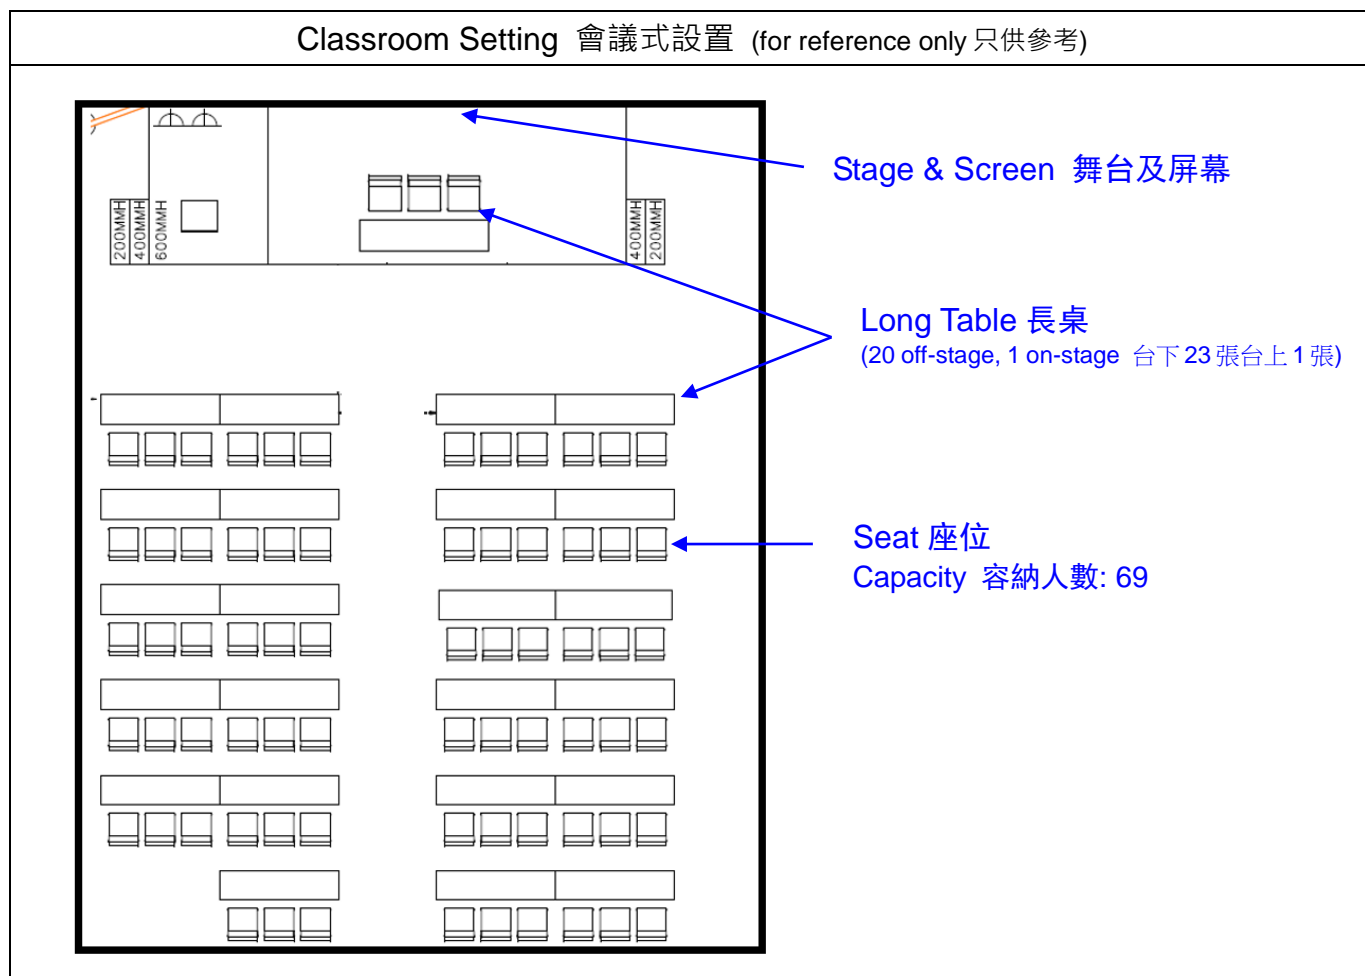 Classroom Setting 會議式設置 (for reference only 只供參考)
Stage & Screen 舞台及屏幕
200MMH
400MMH
600MMH
400MMH
200MMH
Long Table 長桌
(20 off-stage, 1 on-stage 台下 23 張台上 1 張)
Seat 座位
Capacity 容納人數: 69